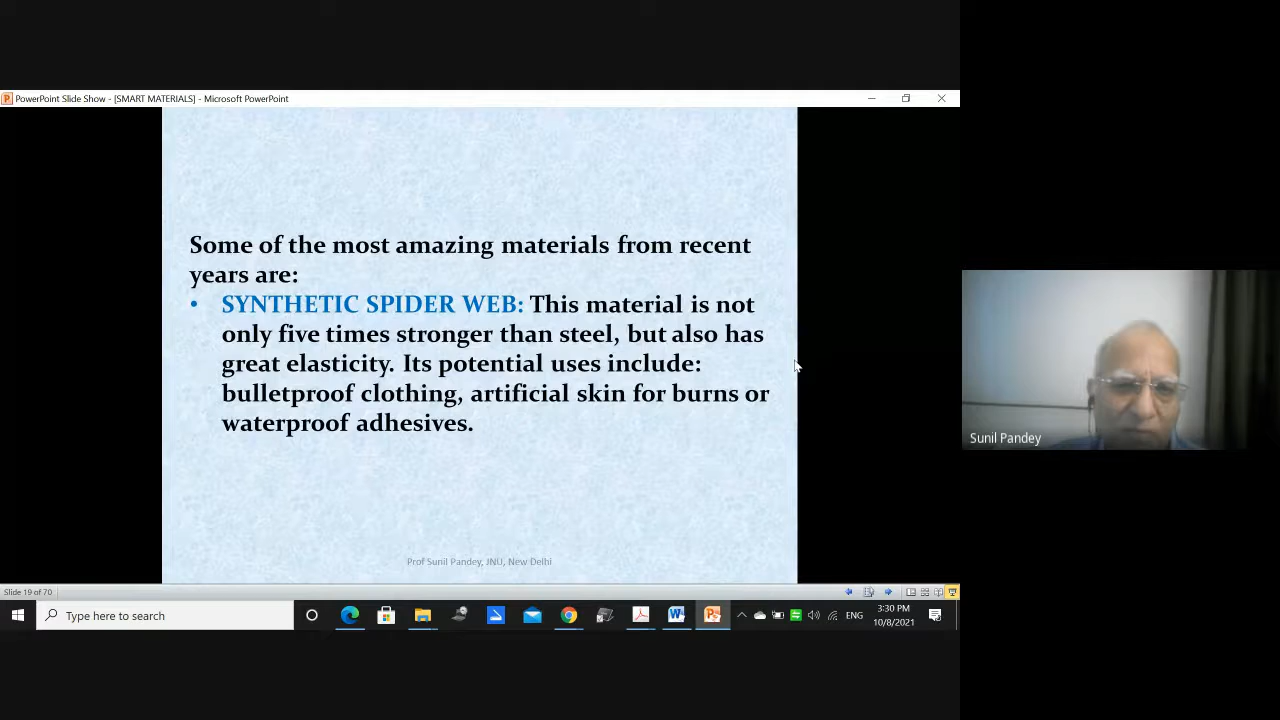 PowerPoint Slide Show - [SMART MATERIALS] - Microsoft PowerPoint
Some of the most amazing materials from recent
years are:
• SYNTHETIC SPIDER WEB: This material is not
only five times stronger than steel, but also has
great elasticity. Its potential uses include:
bulletproof clothing, artificial skin for burns or
waterproof adhesives.
Sunil Pandey
Prof Sunil Pandey, JNU, New Delhi
Slide 19 of 70
Type here to search
ENG
3:30 PM
10/8/2021